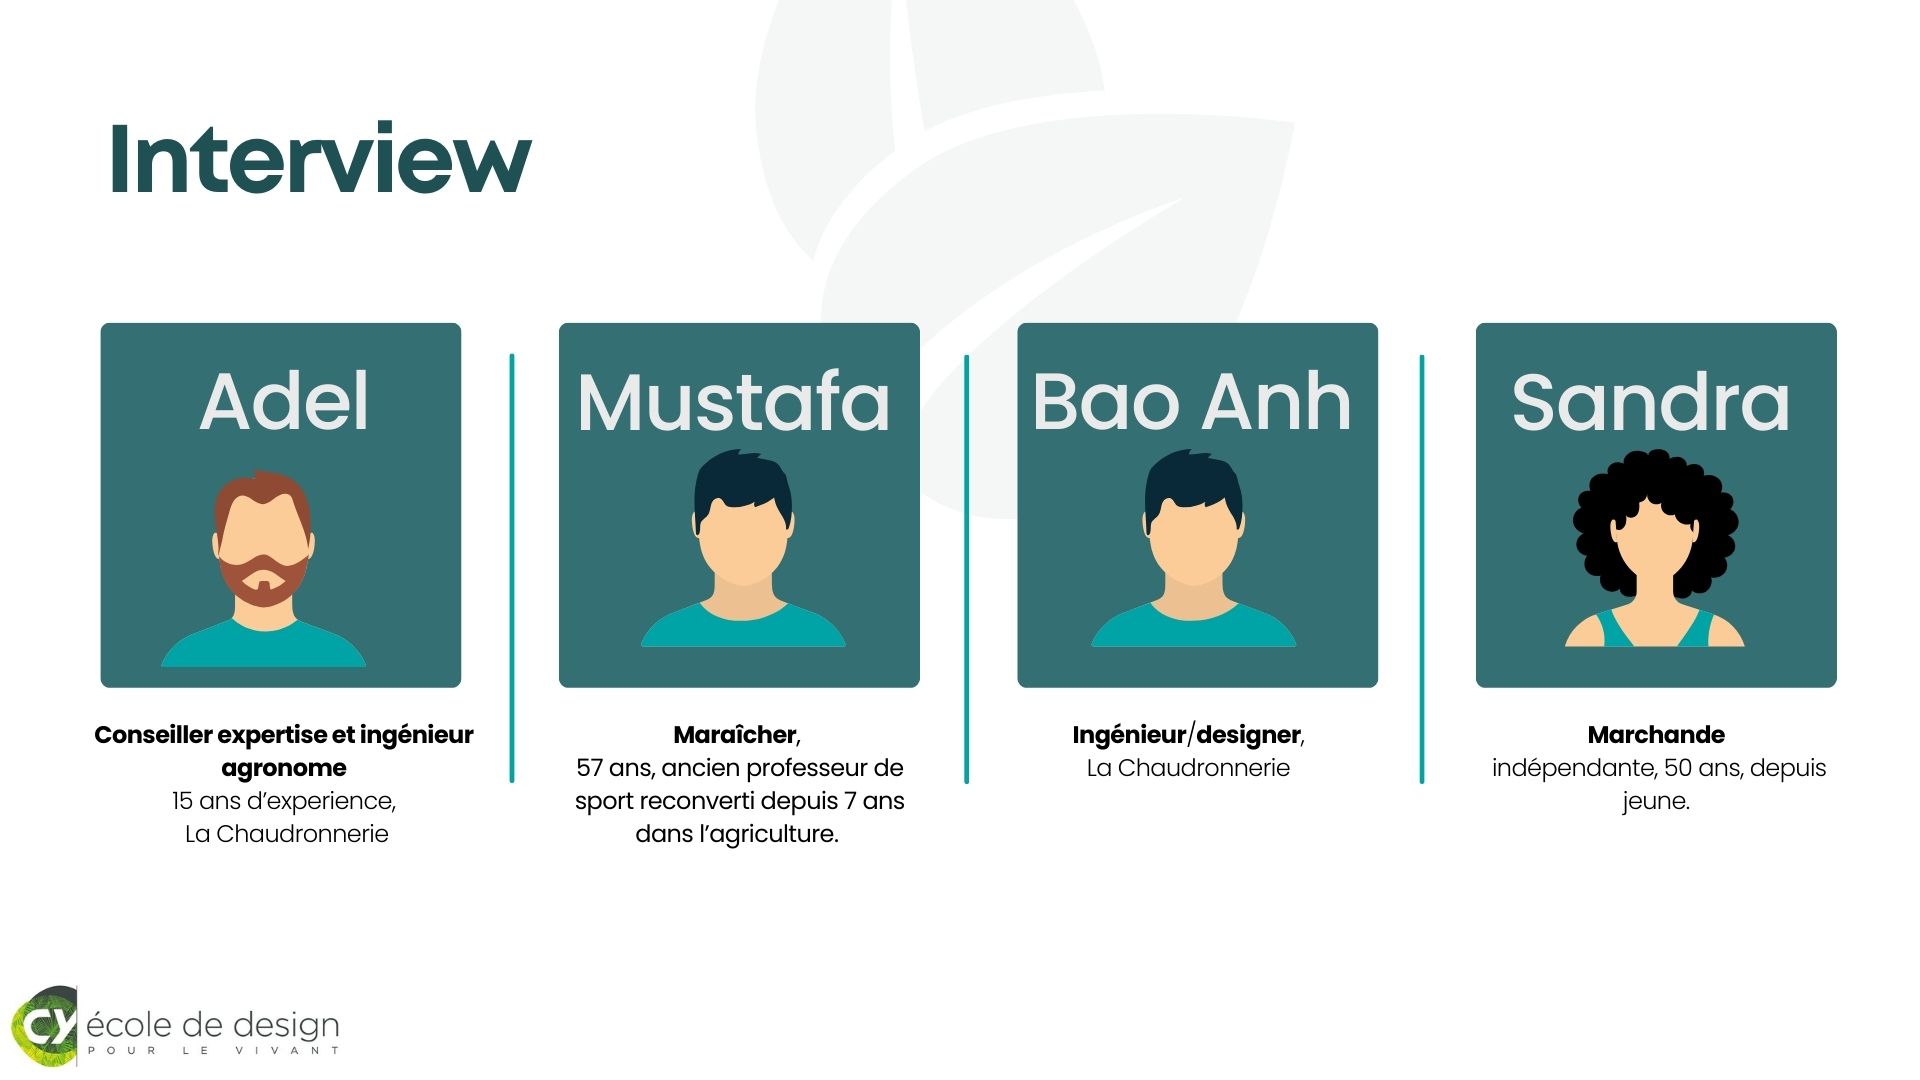 Interview
Adel
Conseiller expertise et ingénieur
agronome
15 ans d’experience,
La Chaudronnerie
Mustafa
Maraîcher,
57 ans, ancien professeur de
sport reconverti depuis 7 ans
dans l’agriculture.
Bao Anh
Ingénieur/designer,
La Chaudronnerie
Sandra
Marchande
indépendante, 50 ans, depuis
jeune.
CY école de design
POUR LE VIVANT